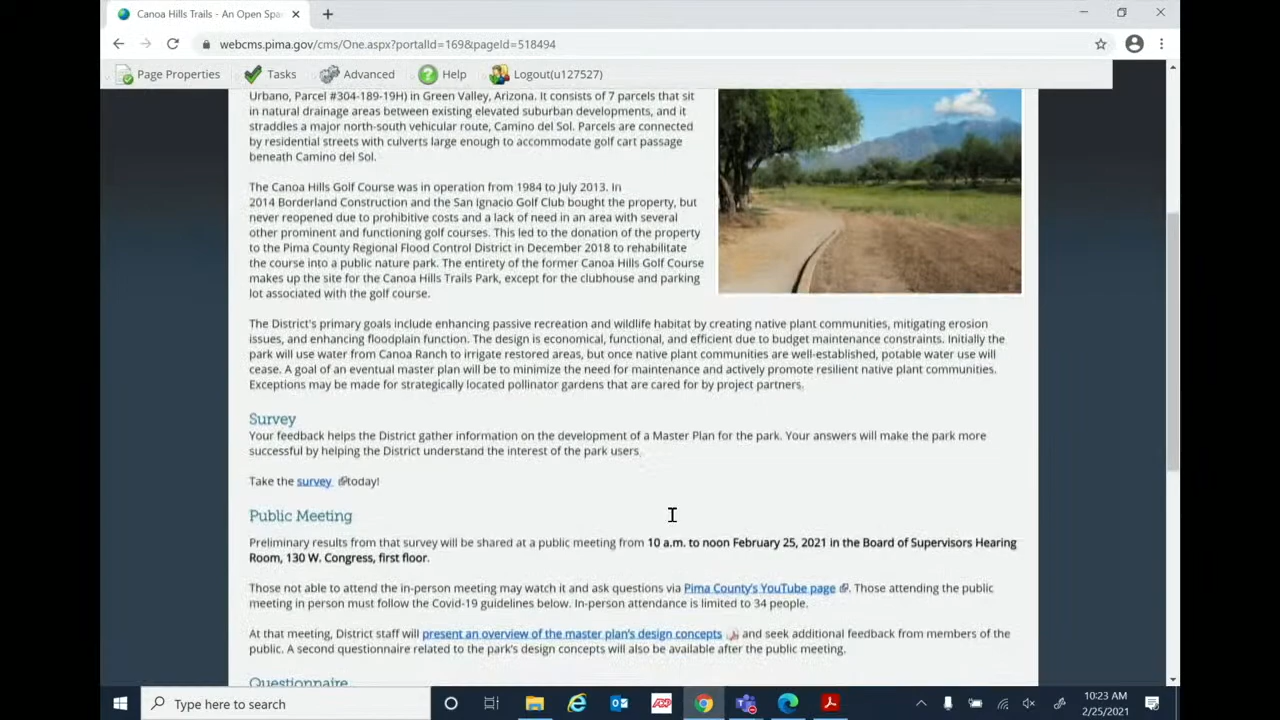 Canoa Hills Trails - An Open Spa
webcms.pima.gov/cms/One.aspx?portalId=169&pageId=518494
Page Properties Tasks Advanced Help Logout(u127527)
Urbano, Parcel #304-189-19H) in Green Valley, Arizona. It consists of 7 parcels that sit
in natural drainage areas between existing elevated suburban developments, and it
straddles a major north-south vehicular route, Camino del Sol. Parcels are connected
by residential streets with culverts large enough to accommodate golf cart passage
beneath Camino del Sol.
The Canoa Hills Golf Course was in operation from 1984 to July 2013. In
2014 Borderland Construction and the San Ignacio Golf Club bought the property, but
never reopened due to prohibitive costs and a lack of need in an area with several
other prominent and functioning golf courses. This led to the donation of the property
to the Pima County Regional Flood Control District in December 2018 to rehabilitate
the course into a public nature park. The entirety of the former Canoa Hills Golf Course
makes up the site for the Canoa Hills Trails Park, except for the clubhouse and parking
lot associated with the golf course.
The District's primary goals include enhancing passive recreation and wildlife habitat by creating native plant communities, mitigating erosion
issues, and enhancing floodplain function. The design is economical, functional, and efficient due to budget maintenance constraints. Initially the
park will use water from Canoa Ranch to irrigate restored areas, but once native plant communities are well-established, potable water use will
cease. A goal of an eventual master plan will be to minimize the need for maintenance and actively promote resilient native plant communities.
Exceptions may be made for strategically located pollinator gardens that are cared for by project partners.
Survey
Your feedback helps the District gather information on the development of a Master Plan for the park. Your answers will make the park more
successful by helping the District understand the interest of the park users.
Take the survey today!
Public Meeting
Preliminary results from that survey will be shared at a public meeting from 10 a.m. to noon February 25, 2021 in the Board of Supervisors Hearing
Room, 130 W. Congress, first floor.
Those not able to attend the in-person meeting may watch it and ask questions via Pima County's YouTube page. Those attending the public
meeting in person must follow the Covid-19 guidelines below. In-person attendance is limited to 34 people.
At that meeting, District staff will present an overview of the master plan's design concepts and seek additional feedback from members of the
public. A second questionnaire related to the park's design concepts will also be available after the public meeting.
Questionnaire
Type here to search
ADP
10:23 AM
2/25/2021